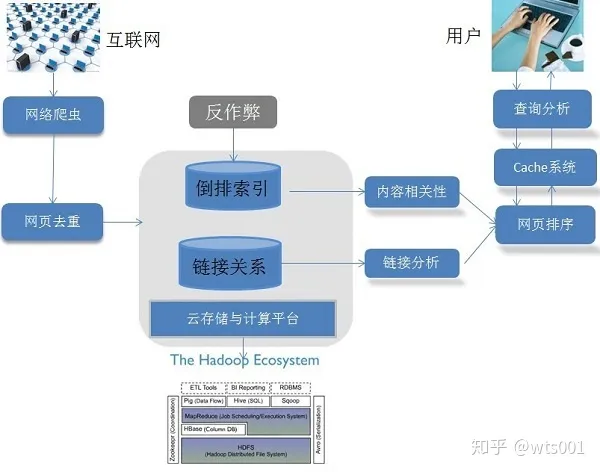 互联网
用户
网络爬虫
反作弊
查询分析
倒排索引
内容相关性
Cache系统
网页去重
网页排序
链接关系
链接分析
云存储与计算平台
The Hadoop Ecosystem
ETL Tools
BI Reporting
RDBMS
Pig (Data Flow)
Hive (SQL)
Sqoop
MapReduce (Job Scheduling/Execution System)
HBase (Column DB)
HDFS
(Hadoop Distributed File System)
Zookeepr (Coordination)
Avro (Serialization)
知乎 @wts001